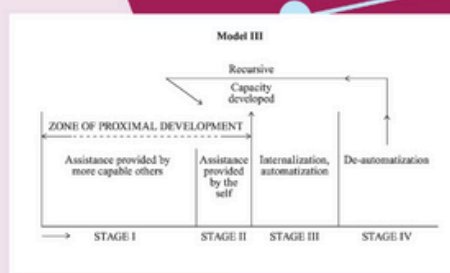 Model III
Recursive
Capacity
developed
ZONE OF PROXIMAL DEVELOPMENT
Assistance provided by
more capable others
Assistance
provided
by the
self
Internalization,
automatization
De-automatization
STAGE I
STAGE II
STAGE III
STAGE IV